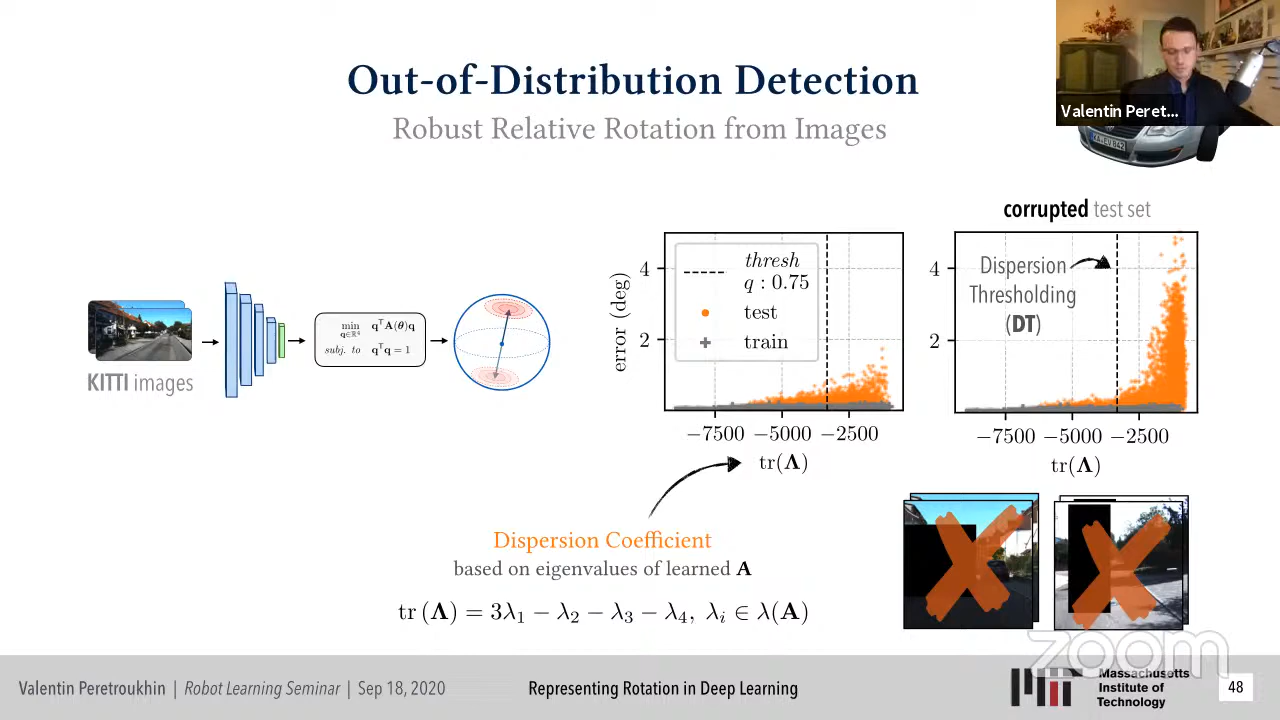 Out-of-Distribution Detection
Robust Relative Rotation from Images
Valentin Peret...
KA EU 842
corrupted test set
KITTI images
min q∈ℝ⁴ qᵀA(θ)q
subj. to qᵀq = 1
error (deg)
4
2
thresh
q : 0.75
test
train
−7500 −5000 −2500
tr(Λ)
4
2
Dispersion
Thresholding
(DT)
−7500 −5000 −2500
tr(Λ)
Dispersion Coefficient
based on eigenvalues of learned A
tr (Λ) = 3λ₁ − λ₂ − λ₃ − λ₄, λᵢ ∈ λ(A)
zoom
Valentin Peretroukhin | Robot Learning Seminar | Sep 18, 2020
Representing Rotation in Deep Learning
Massachusetts
Institute of
Technology
48